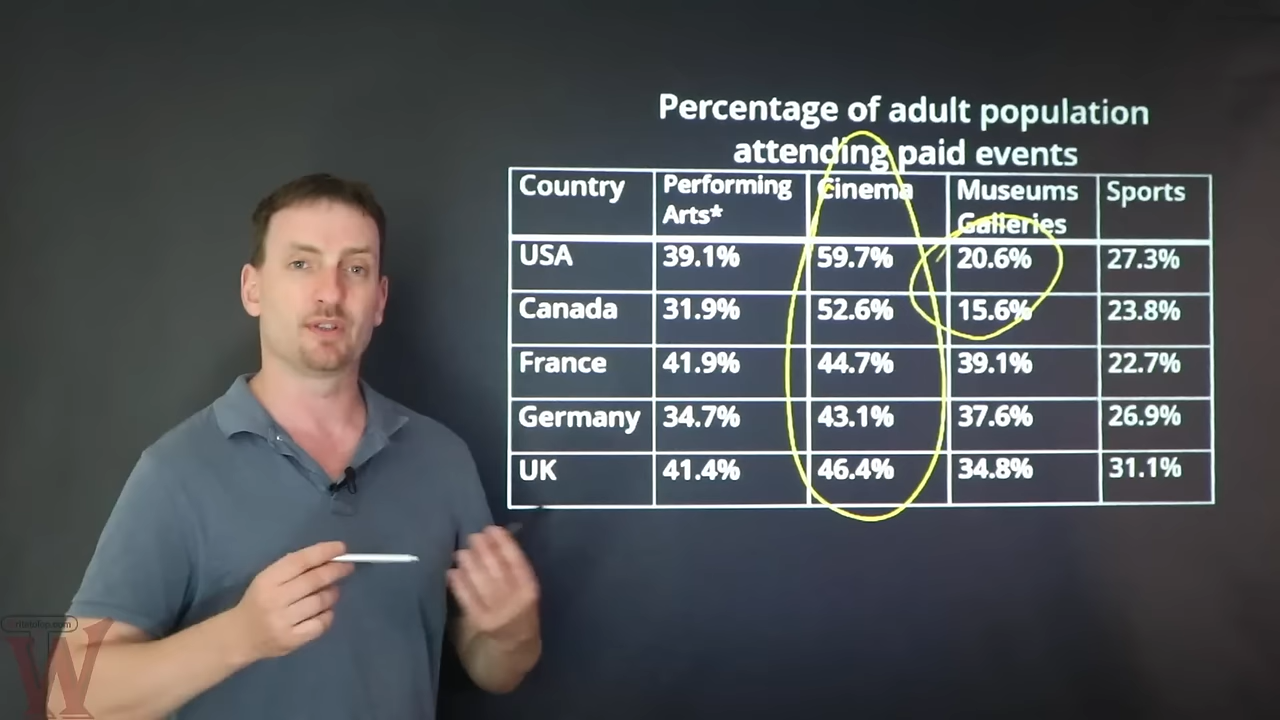 Percentage of adult population
attending paid events
Country Performing Arts* Cinema Museums Galleries Sports
USA 39.1% 59.7% 20.6% 27.3%
Canada 31.9% 52.6% 15.6% 23.8%
France 41.9% 44.7% 39.1% 22.7%
Germany 34.7% 43.1% 37.6% 26.9%
UK 41.4% 46.4% 34.8% 31.1%
W